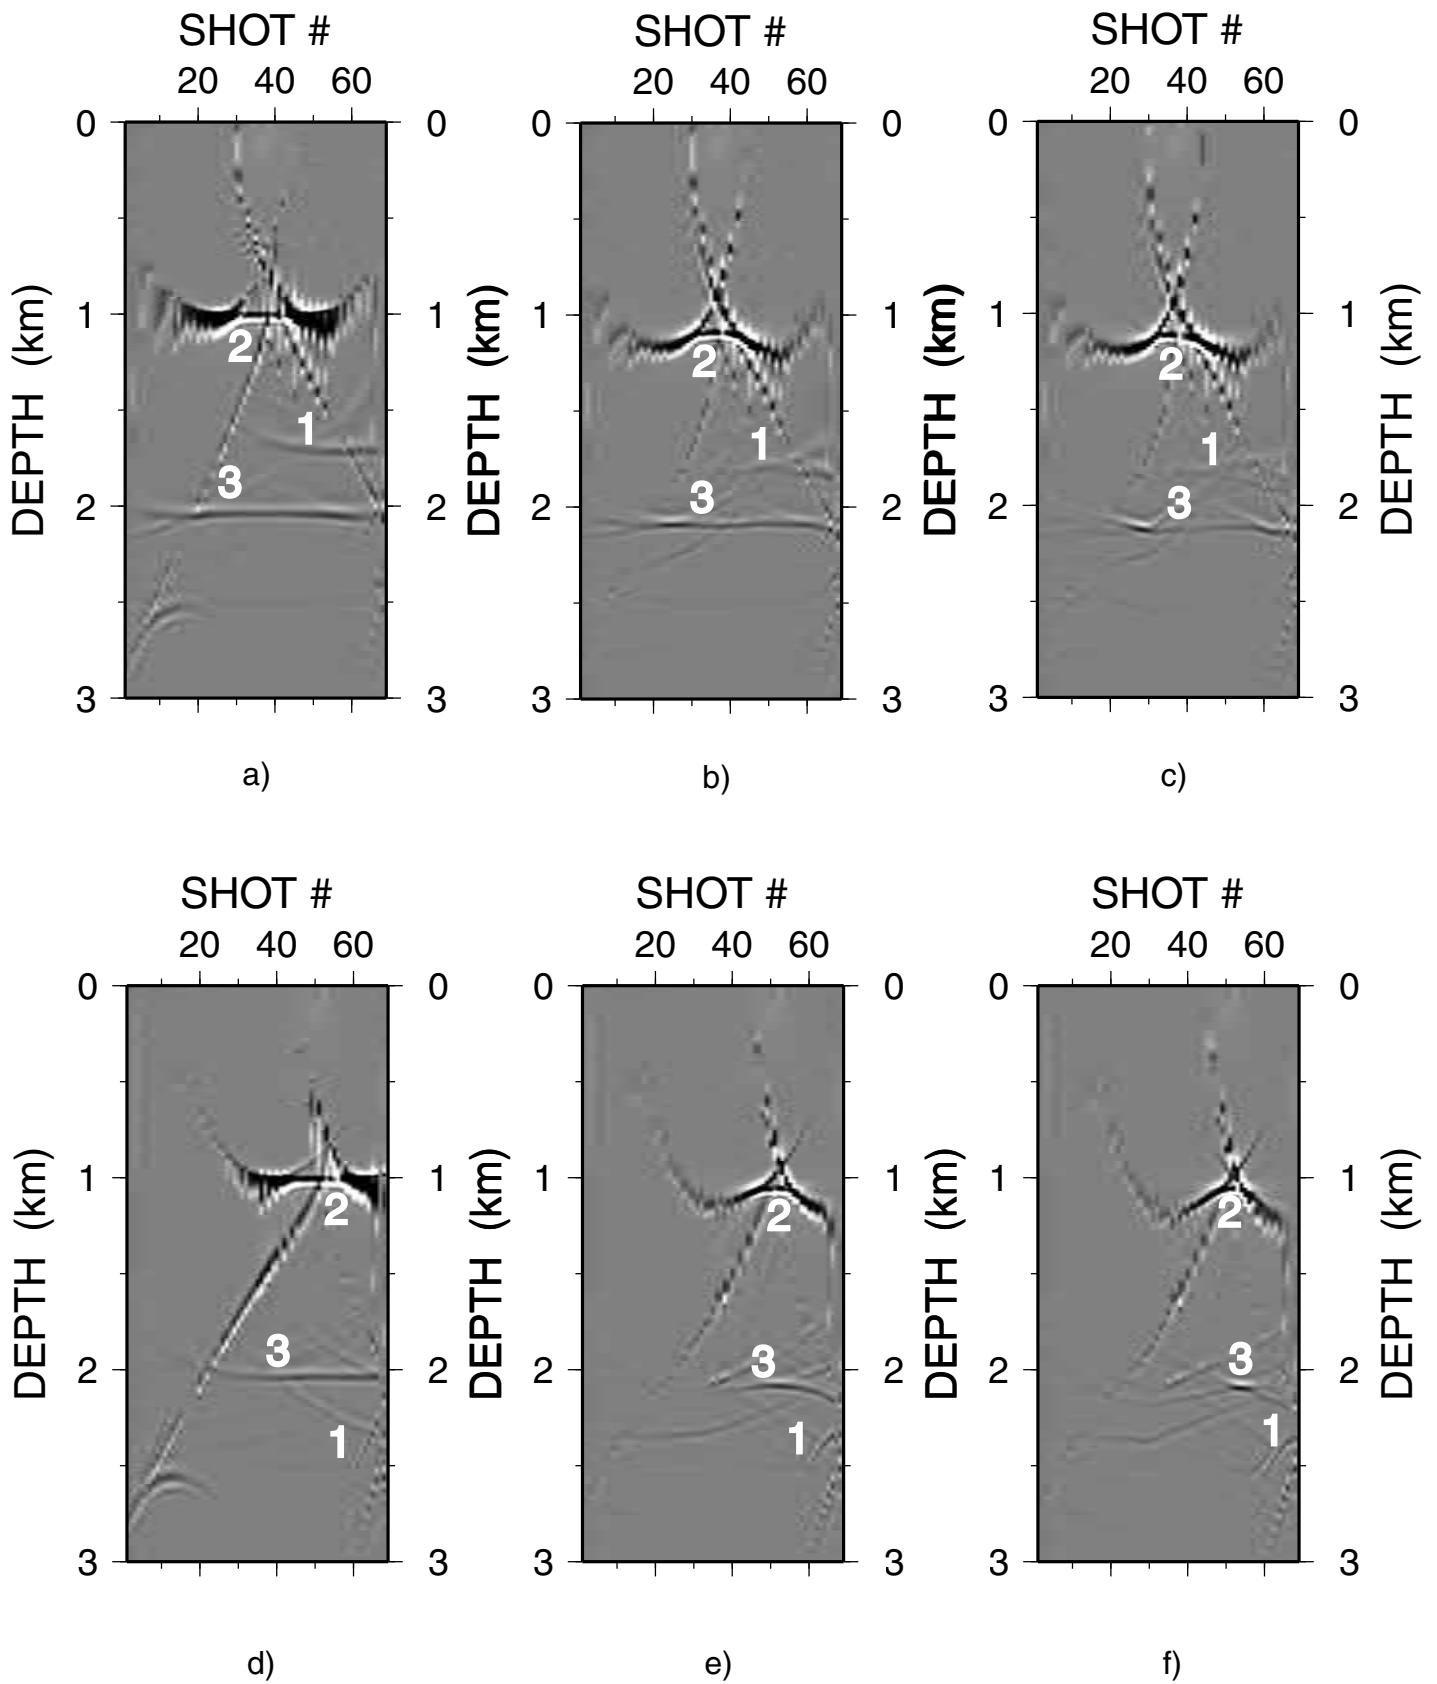 SHOT # SHOT # SHOT #
20 40 60 20 40 60 20 40 60
0 0 0 0 0 0
1 1 1 1 1 1
2 2 2
1 1 1
3 3 3
2 2 2 2 2 2
3 3 3 3 3 3
DEPTH (km) DEPTH (km) DEPTH (km) DEPTH (km)
a) b) c)
SHOT # SHOT # SHOT #
20 40 60 20 40 60 20 40 60
0 0 0 0 0 0
1 1 1 1 1 1
2 2 2
3 3 3
2 2 2 2 2 2
1 1 1
3 3 3 3 3 3
DEPTH (km) DEPTH (km) DEPTH (km) DEPTH (km)
d) e) f)